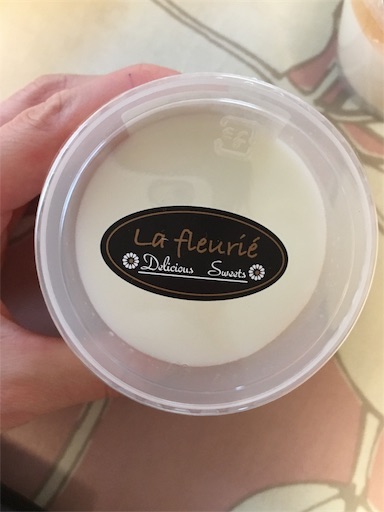 La fleurié
Delicious Sweets